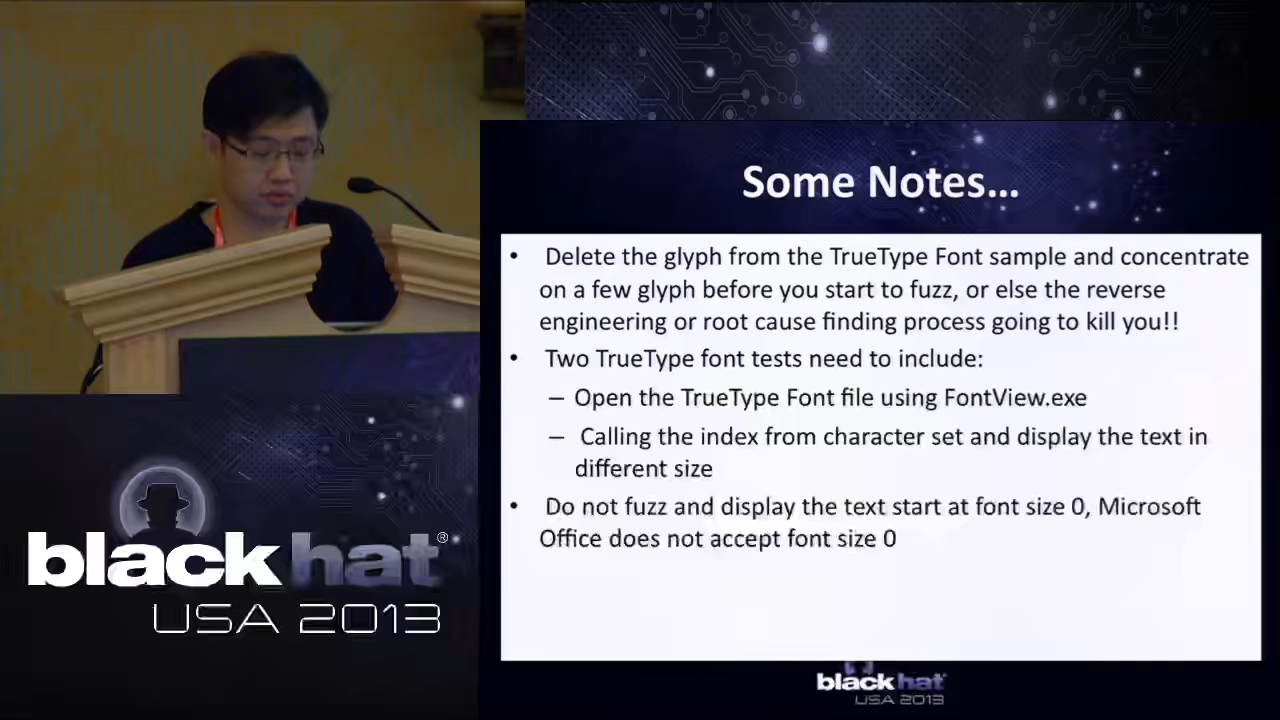 Some Notes...
• Delete the glyph from the TrueType Font sample and concentrate
on a few glyph before you start to fuzz, or else the reverse
engineering or root cause finding process going to kill you!!
• Two TrueType font tests need to include:
– Open the TrueType Font file using FontView.exe
– Calling the index from character set and display the text in
different size
• Do not fuzz and display the text start at font size 0, Microsoft
Office does not accept font size 0
black hat®
USA 2013
black hat
USA 2013